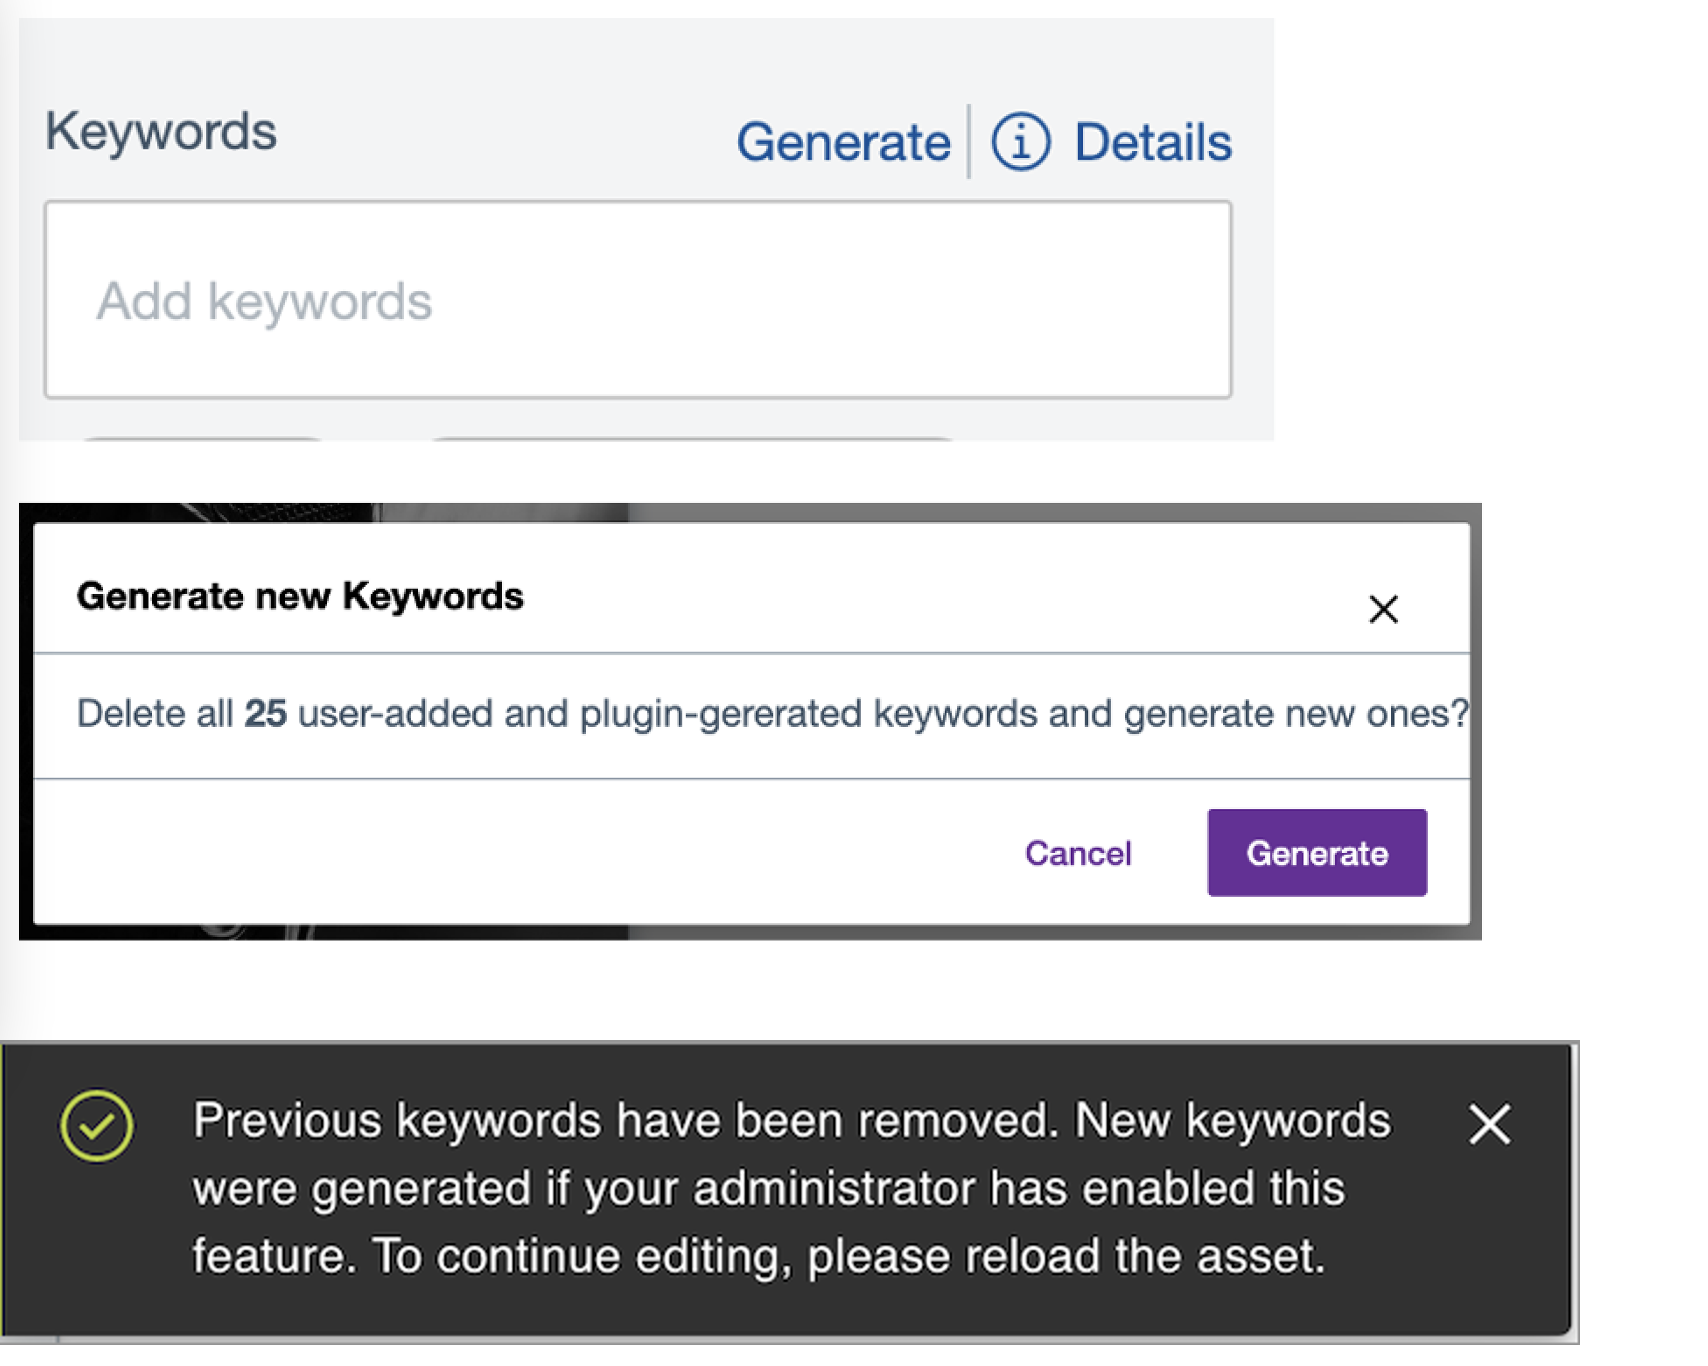 Keywords
Generate
Details
Add keywords
Generate new Keywords
Delete all 25 user-added and plugin-gererated keywords and generate new ones?
Cancel
Generate
Previous keywords have been removed. New keywords
were generated if your administrator has enabled this
feature. To continue editing, please reload the asset.